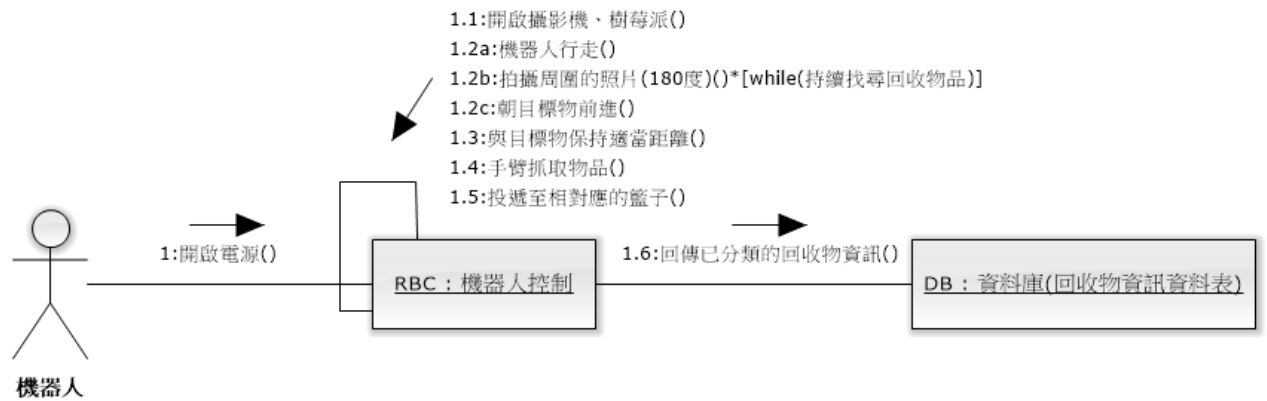 1.1:開啟攝影機、樹莓派()
1.2a:機器人行走()
1.2b:拍攝周圍的照片(180度)()*[while(持續找尋回收物品)]
1.2c:朝目標物前進()
1.3:與目標物保持適當距離()
1.4:手臂抓取物品()
1.5:投遞至相對應的籃子()
1:開啟電源()
1.6:回傳已分類的回收物資訊()
RBC : 機器人控制
DB : 資料庫(回收物資訊資料表)
機器人